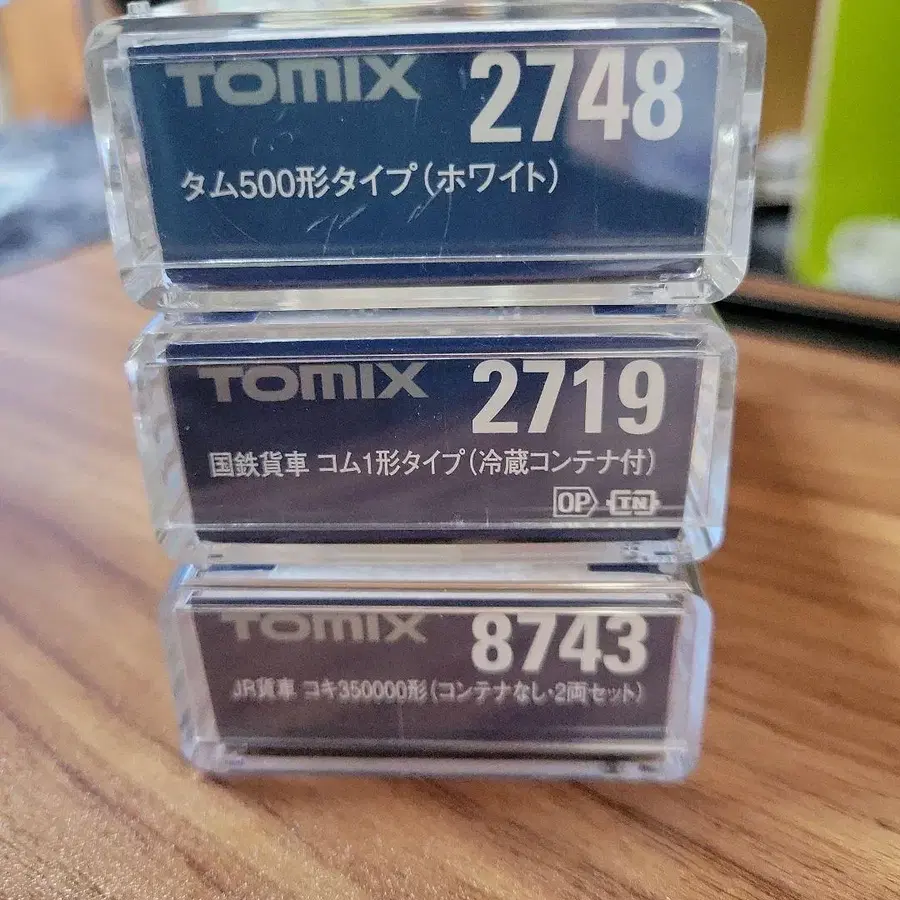 TOMIX 2748
タム500形タイプ(ホワイト)
TOMIX 2719
国鉄貨車 コム1形タイプ(冷蔵コンテナ付)
OP TN
TOMIX 8743
JR貨車 コキ350000形(コンテナなし・2両セット)